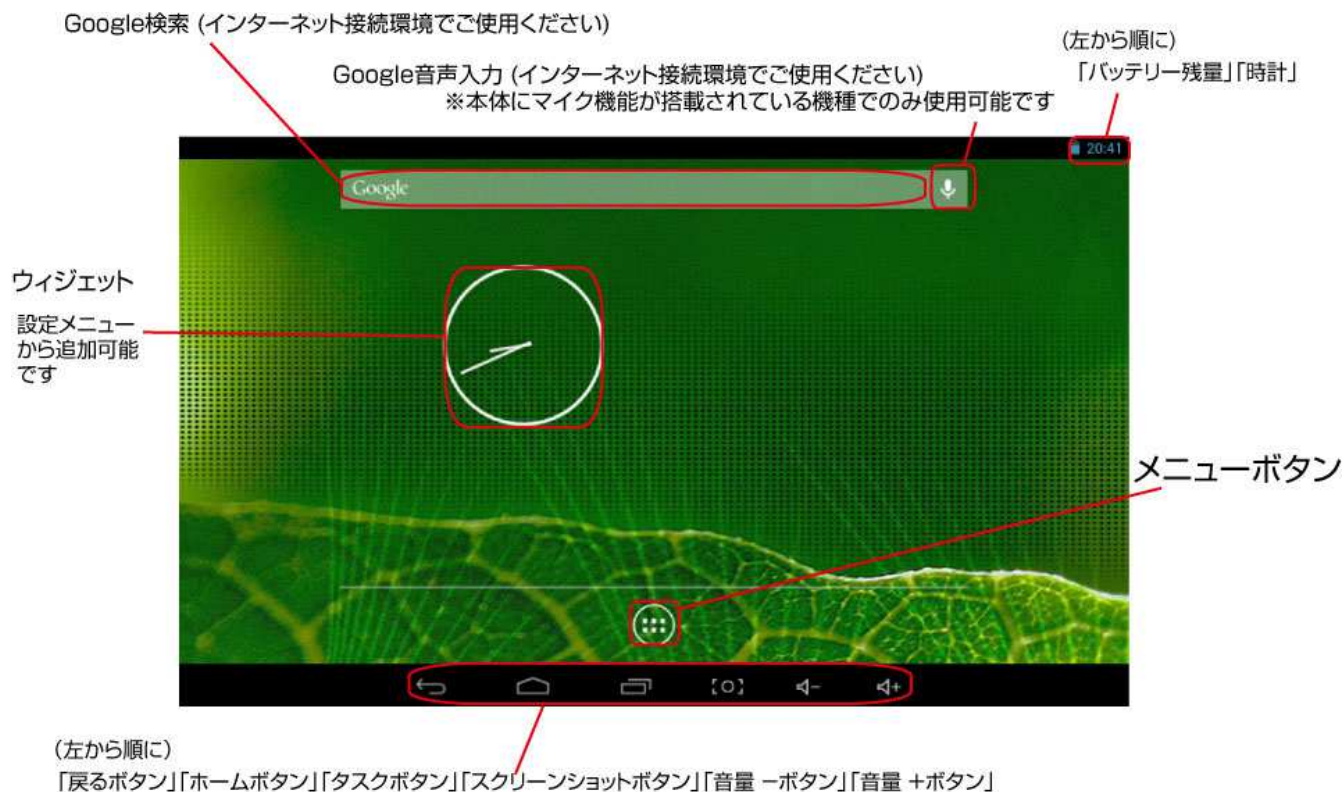 Google検索 (インターネット接続環境でご使用ください)
(左から順に)
「バッテリー残量」「時計」
Google音声入力 (インターネット接続環境でご使用ください)
※本体にマイク機能が搭載されている機種でのみ使用可能です
20:41
Google
ウィジェット
設定メニュー
から追加可能
です
メニューボタン
(左から順に)
「戻るボタン」「ホームボタン」「タスクボタン」「スクリーンショットボタン」「音量 −ボタン」「音量 +ボタン」